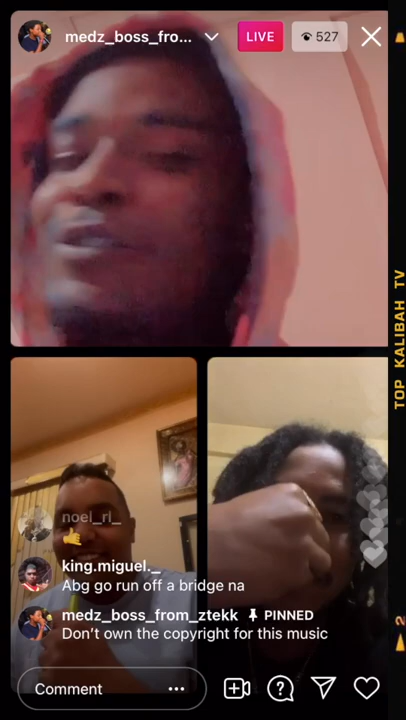 medz_boss_fro...
LIVE
527
TOP KALIBAH TV
noel_ri_
king.miguel._
Abg go run off a bridge na
medz_boss_from_ztekk PINNED
Don't own the copyright for this music
Comment
2